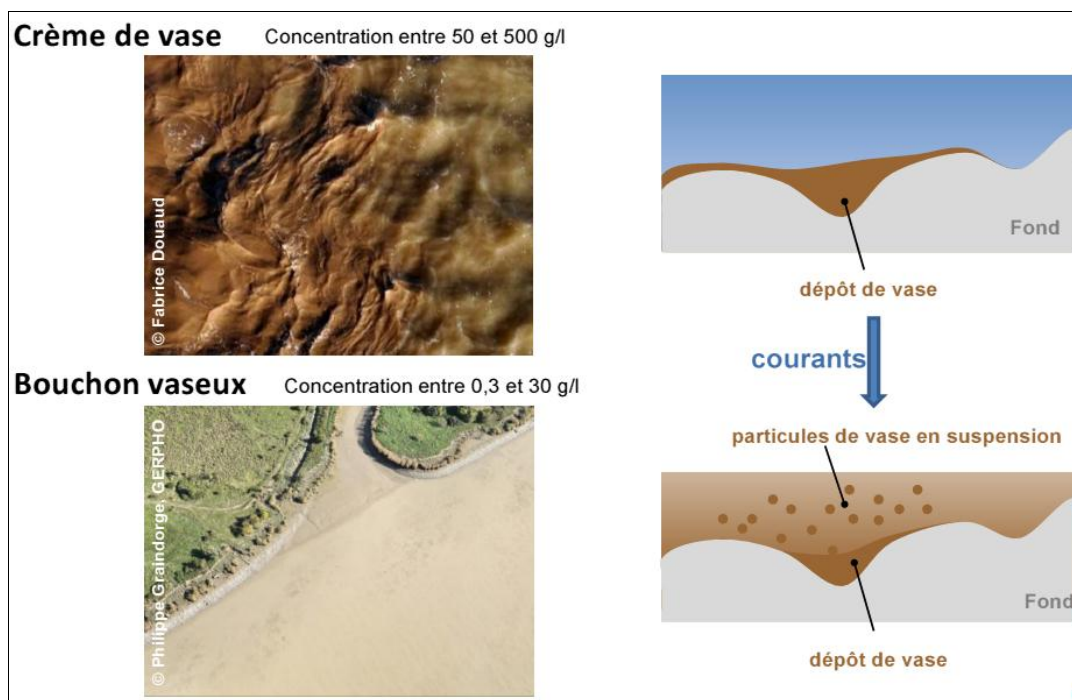 Crème de vase Concentration entre 50 et 500 g/l
© Fabrice Douaud
Fond
dépôt de vase
courants
Bouchon vaseux Concentration entre 0,3 et 30 g/l
© Philippe Graindorge, GERPHO
particules de vase en suspension
Fond
dépôt de vase